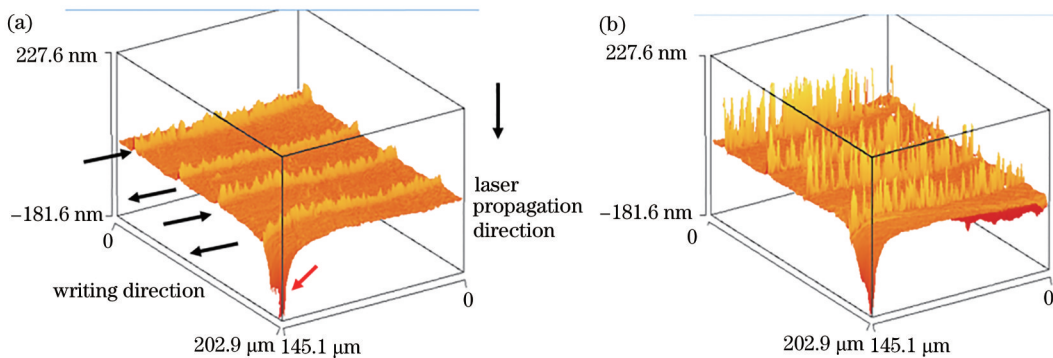 (a)
227.6 nm
−181.6 nm
0
writing direction
202.9 μm 145.1 μm
0
laser
propagation
direction
(b)
227.6 nm
−181.6 nm
0
202.9 μm 145.1 μm
0